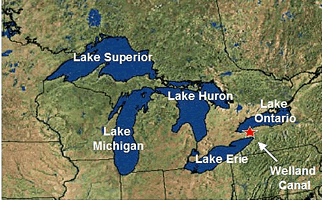 Lake Superior
Lake Huron
Lake
Ontario
Lake
Michigan
Lake Erie
Welland
Canal